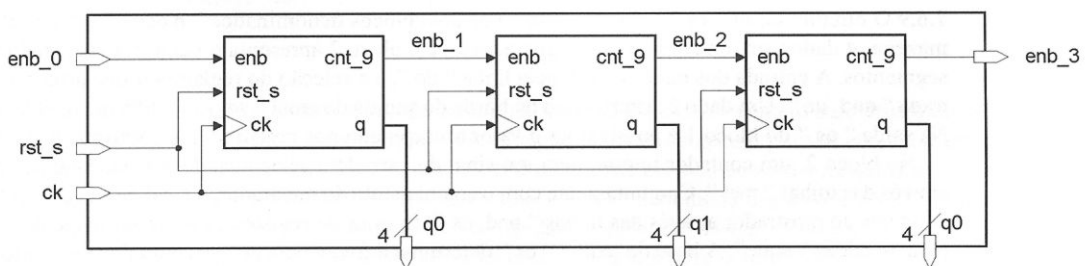 enb_0
enb
cnt_9
rst_s
ck
q
enb_1
enb
cnt_9
rst_s
ck
q
enb_2
enb
cnt_9
rst_s
ck
q
enb_3
rst_s
ck
4
q0
4
q1
4
q0